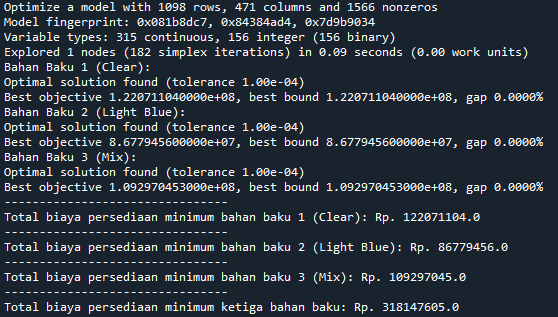 Optimize a model with 1098 rows, 471 columns and 1566 nonzeros
Model fingerprint: 0x081b8dc7, 0x84384ad4, 0x7d9b9034
Variable types: 315 continuous, 156 integer (156 binary)
Explored 1 nodes (182 simplex iterations) in 0.09 seconds (0.00 work units)
Bahan Baku 1 (Clear):
Optimal solution found (tolerance 1.00e-04)
Best objective 1.220711040000e+08, best bound 1.220711040000e+08, gap 0.0000%
Bahan Baku 2 (Light Blue):
Optimal solution found (tolerance 1.00e-04)
Best objective 8.677945600000e+07, best bound 8.677945600000e+07, gap 0.0000%
Bahan Baku 3 (Mix):
Optimal solution found (tolerance 1.00e-04)
Best objective 1.092970453000e+08, best bound 1.092970453000e+08, gap 0.0000%
--------------------------------
Total biaya persediaan minimum bahan baku 1 (Clear): Rp. 122071104.0
--------------------------------
Total biaya persediaan minimum bahan baku 2 (Light Blue): Rp. 86779456.0
--------------------------------
Total biaya persediaan minimum bahan baku 3 (Mix): Rp. 109297045.0
--------------------------------
Total biaya persediaan minimum ketiga bahan baku: Rp. 318147605.0